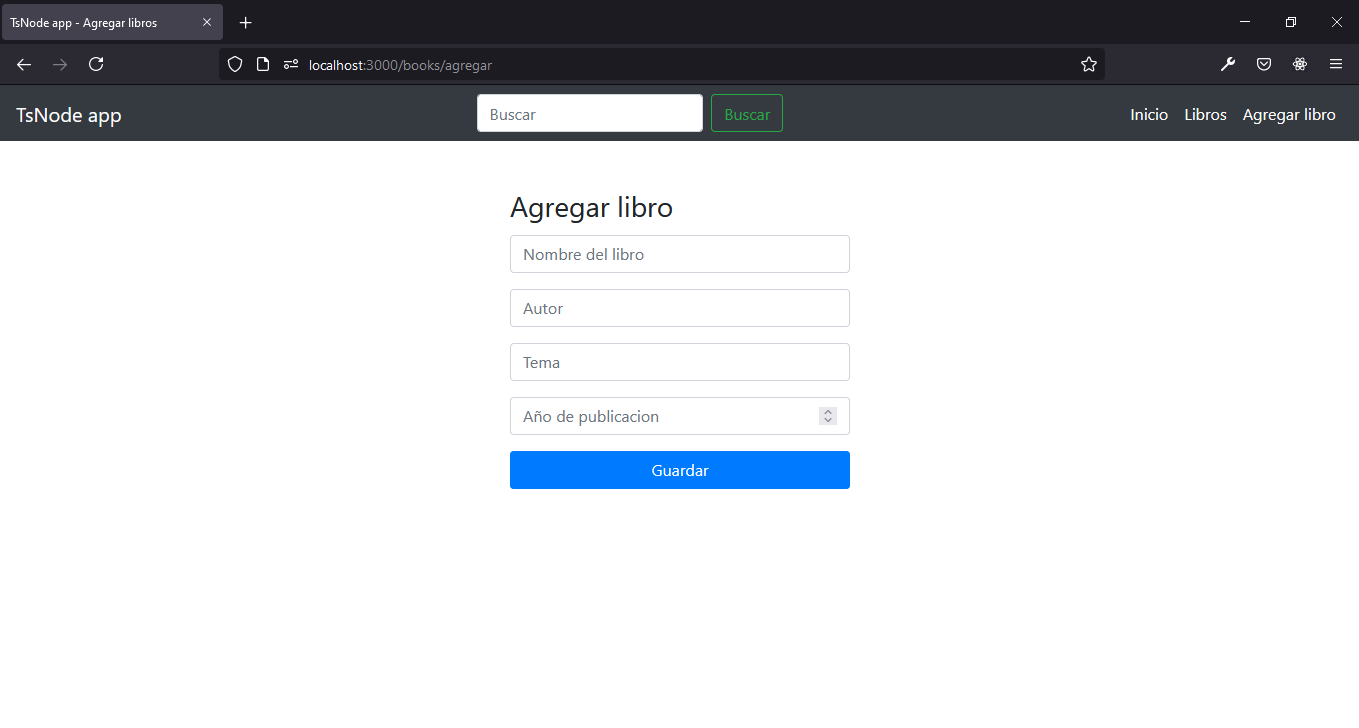 TsNode app - Agregar libros
localhost:3000/books/agregar
TsNode app
Buscar
Buscar
Inicio Libros Agregar libro
Agregar libro
Nombre del libro
Autor
Tema
Año de publicacion
Guardar